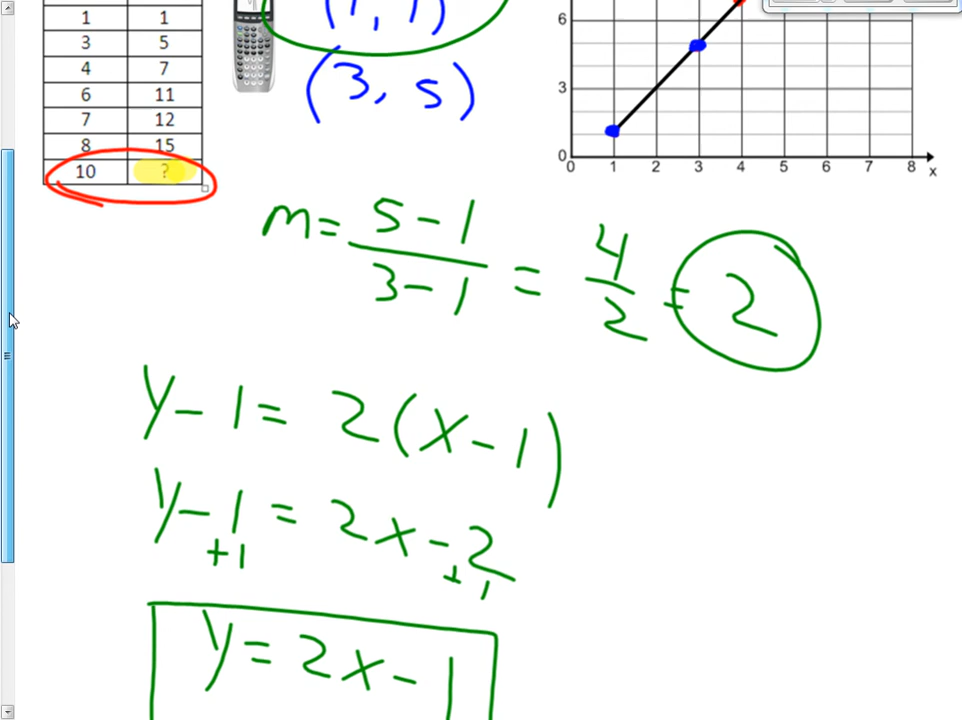 1 1
3 5
4 7
6 11
7 12
8 15
10 ?
(1, 1)
(3, 5)
6
3
0
0 1 2 3 4 5 6 7 8 x
m = 5 - 1 / 3 - 1 = 4 / 2 = 2
y - 1 = 2(x - 1)
y - 1 = 2x - 2
+1 +1
y = 2x - 1